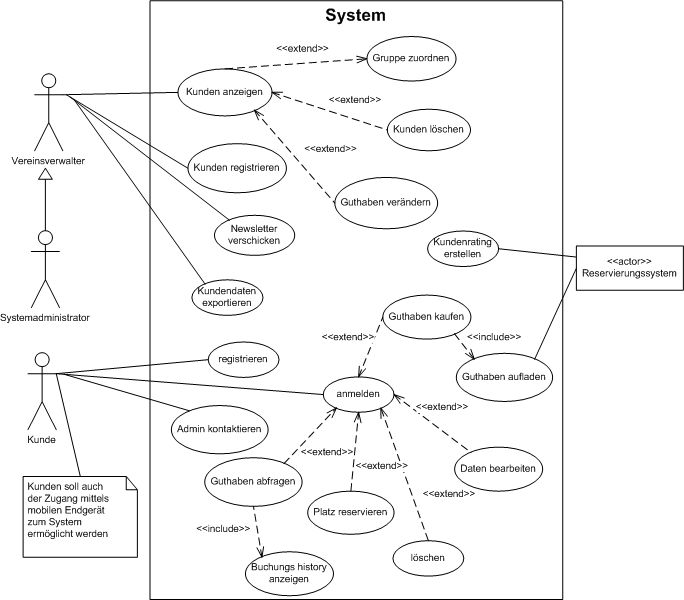 System
<<extend>>
Gruppe zuordnen
Kunden anzeigen
<<extend>>
Kunden löschen
<<extend>>
Vereinsverwalter
Kunden registrieren
Guthaben verändern
Newsletter
verschicken
Kundenrating
erstellen
<<actor>>
Reservierungssystem
Kundendaten
exportieren
Systemadministrator
Guthaben kaufen
<<extend>>
<<include>>
registrieren
Guthaben aufladen
anmelden
<<extend>>
Kunde
Admin kontaktieren
<<extend>>
<<extend>>
Daten bearbeiten
Guthaben abfragen
Kunden soll auch
der Zugang mittels
mobilen Endgerät
zum System
ermöglicht werden
<<extend>>
Platz reservieren
<<include>>
löschen
Buchungs history
anzeigen